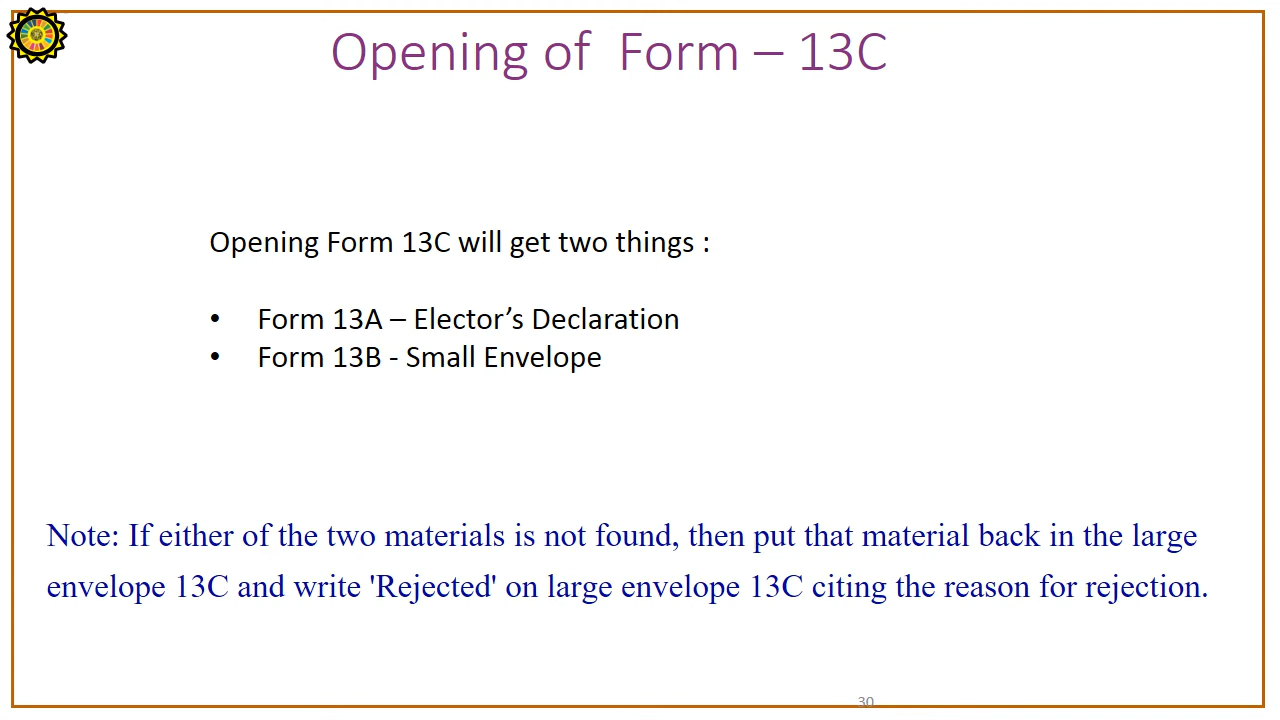 Opening of Form – 13C
Opening Form 13C will get two things :
• Form 13A – Elector’s Declaration
• Form 13B - Small Envelope
Note: If either of the two materials is not found, then put that material back in the large
envelope 13C and write 'Rejected' on large envelope 13C citing the reason for rejection.
30